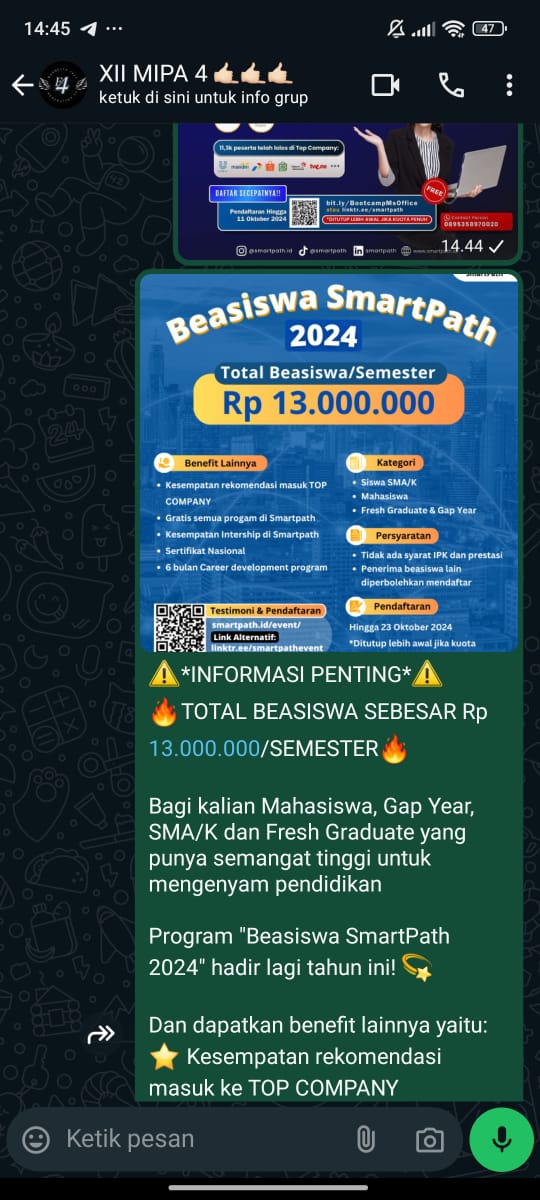 14:45
47
XII MIPA 4
ketuk di sini untuk info grup
11,3k peserta telah lolos di Top Company:
DAFTAR SECEPATNYA!!
Pendaftaran Hingga
11 Oktober 2024
bit.ly/BootcampMsOffice
atau linktr.ee/smartpath
*DITUTUP LEBIH AWAL JIKA KUOTA PENUH
FREE
Contact Person
0895358970020
@smartpath.id
@smartpath
smartpath
14.44
Beasiswa SmartPath
2024
Total Beasiswa/Semester
Rp 13.000.000
Benefit Lainnya
• Kesempatan rekomendasi masuk TOP
COMPANY
• Gratis semua progam di Smartpath
• Kesempatan Intership di Smartpath
• Sertifikat Nasional
• 6 bulan Career development program
Kategori
• Siswa SMA/K
• Mahasiswa
• Fresh Graduate & Gap Year
Persyaratan
• Tidak ada syarat IPK dan prestasi
• Penerima beasiswa lain
diperbolehkan mendaftar
Testimoni & Pendaftaran
smartpath.id/event/
Link Alternatif:
linktr.ee/smartpathevent
Pendaftaran
Hingga 23 Oktober 2024
*Ditutup lebih awal jika kuota
⚠️*INFORMASI PENTING*⚠️
🔥TOTAL BEASISWA SEBESAR Rp
13.000.000/SEMESTER🔥
Bagi kalian Mahasiswa, Gap Year,
SMA/K dan Fresh Graduate yang
punya semangat tinggi untuk
mengenyam pendidikan
Program "Beasiswa SmartPath
2024" hadir lagi tahun ini! 💫
Dan dapatkan benefit lainnya yaitu:
⭐ Kesempatan rekomendasi
masuk ke TOP COMPANY
Ketik pesan